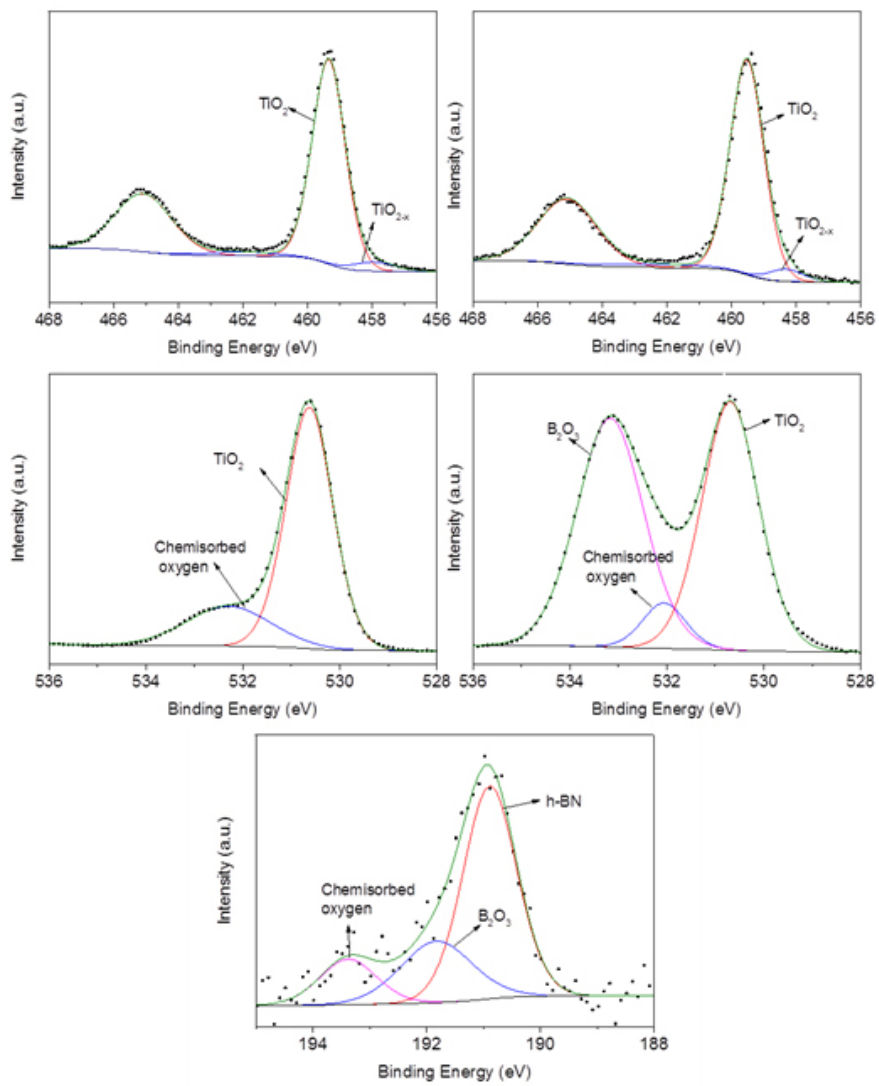 Intensity (a.u.)
TiO₂
TiO₂₋ₓ
468 466 464 462 460 458 456
Binding Energy (eV)
Intensity (a.u.)
TiO₂
TiO₂₋ₓ
468 466 464 462 460 458 456
Binding Energy (eV)
Intensity (a.u.)
TiO₂
Chemisorbed
oxygen
536 534 532 530 528
Binding Energy (eV)
Intensity (a.u.)
B₂O₃
TiO₂
Chemisorbed
oxygen
536 534 532 530 528
Binding Energy (eV)
Intensity (a.u.)
h-BN
Chemisorbed
oxygen
B₂O₃
194 192 190 188
Binding Energy (eV)